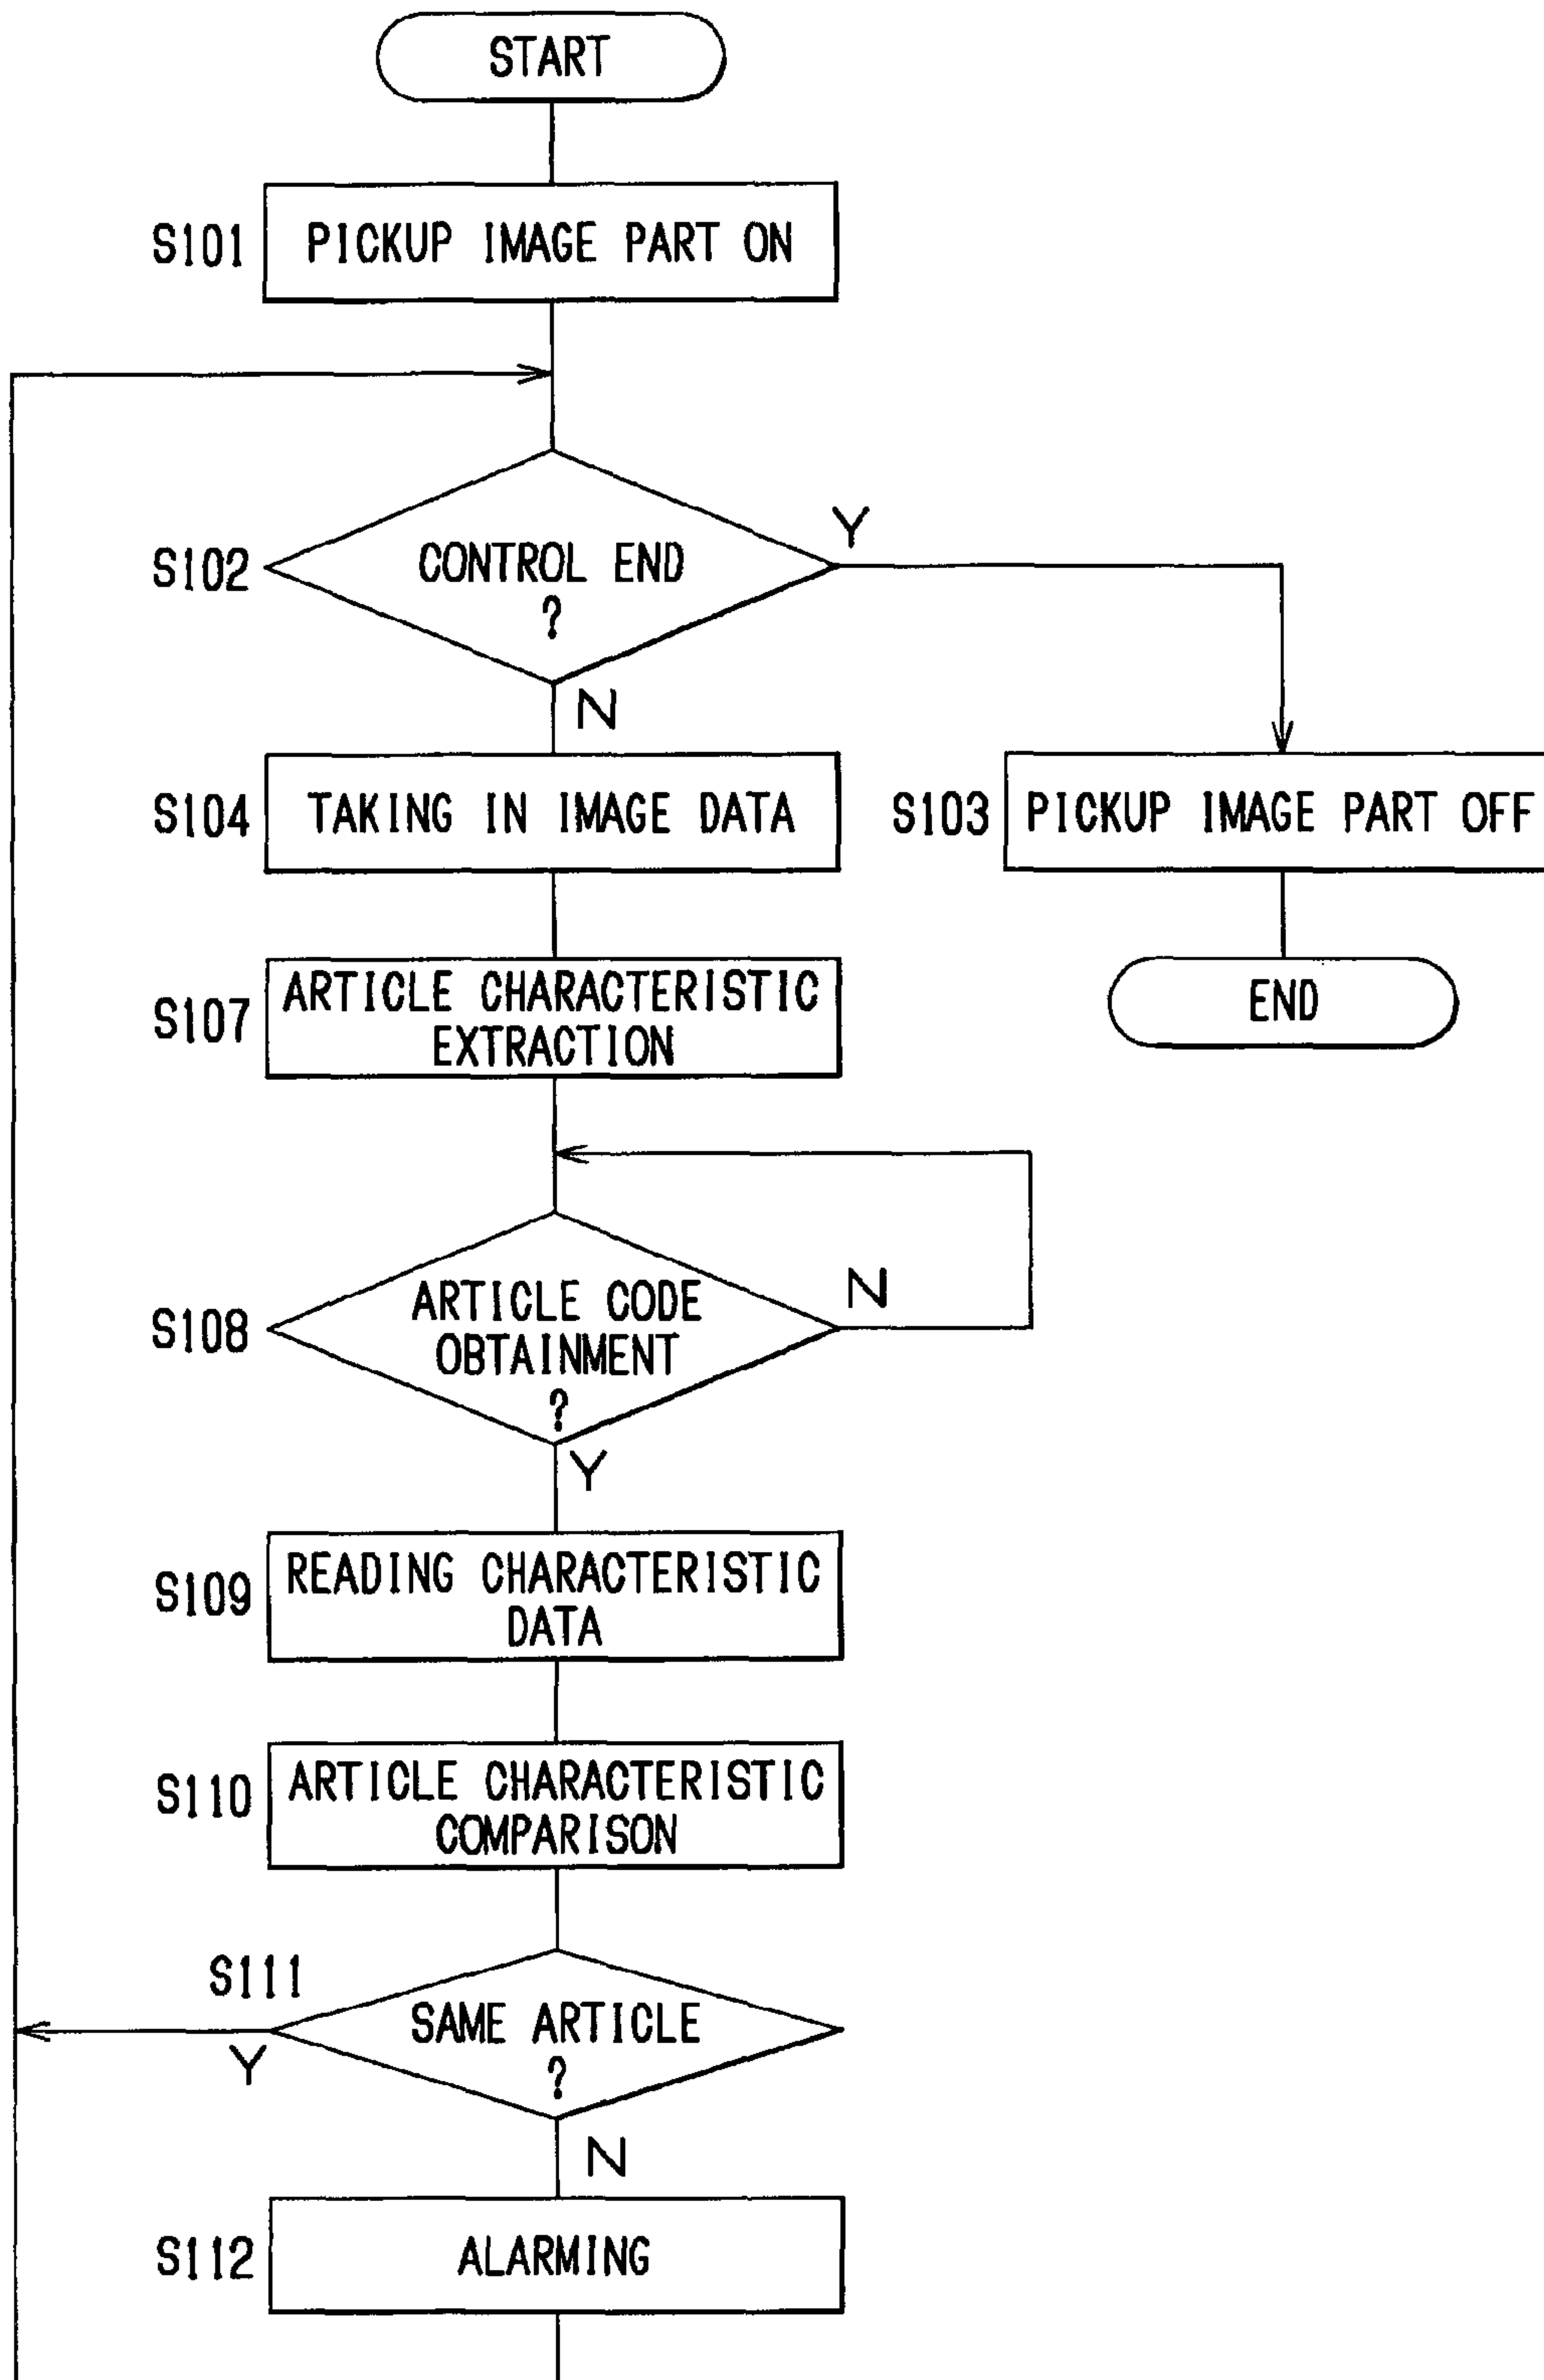 START
S101 PICKUP IMAGE PART ON
S102 CONTROL END
?
Y
N
S104 TAKING IN IMAGE DATA
S103 PICKUP IMAGE PART OFF
S107 ARTICLE CHARACTERISTIC
EXTRACTION
END
S108 ARTICLE CODE
OBTAINMENT
?
N
Y
S109 READING CHARACTERISTIC
DATA
S110 ARTICLE CHARACTERISTIC
COMPARISON
S111
SAME ARTICLE
?
Y
N
S112 ALARMING